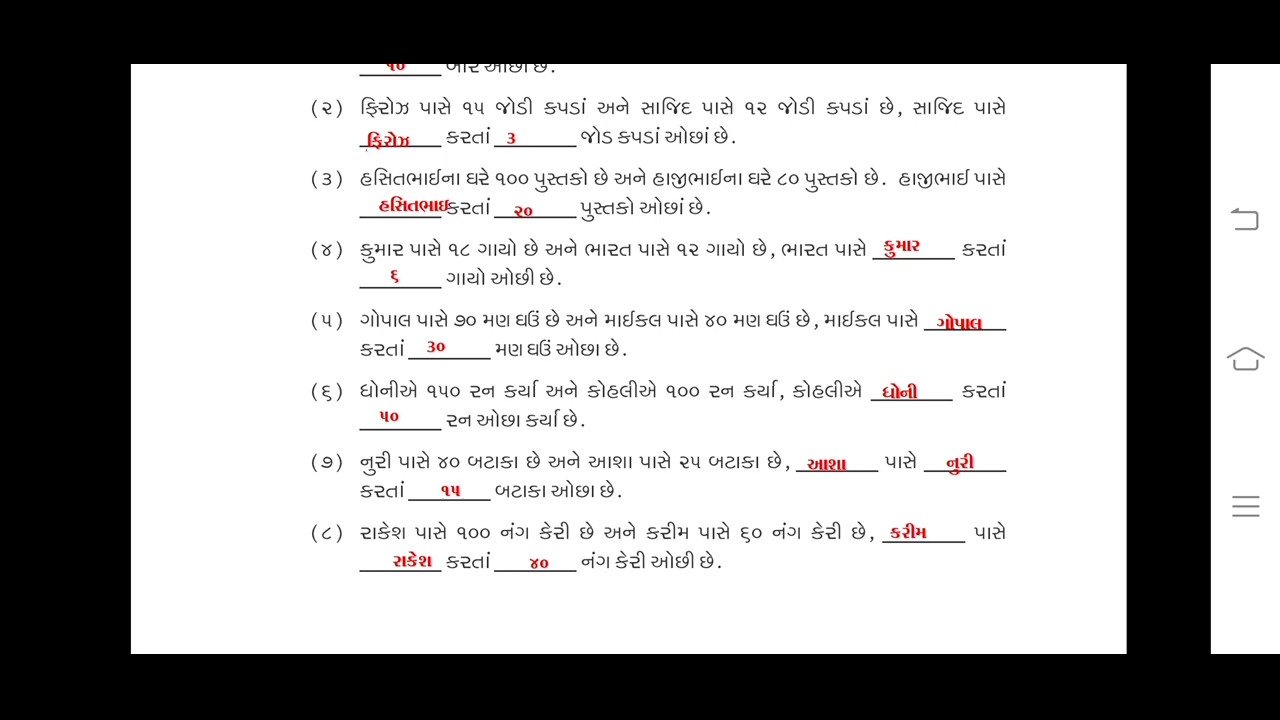 ૧૦ બોર ઓછાં છે.
(૨) ફિરોઝ પાસે ૧૫ જોડી કપડાં અને સાજિદ પાસે ૧૨ જોડી કપડાં છે, સાજિદ પાસે
ફિરોઝ કરતાં ૩ જોડ કપડાં ઓછાં છે.
(૩) હસિતભાઈના ઘરે ૧૦૦ પુસ્તકો છે અને હાજીભાઈના ઘરે ૮૦ પુસ્તકો છે. હાજીભાઈ પાસે
હસિતભાઇ કરતાં ૨૦ પુસ્તકો ઓછાં છે.
(૪) કુમાર પાસે ૧૮ ગાયો છે અને ભારત પાસે ૧૨ ગાયો છે, ભારત પાસે કુમાર કરતાં
૬ ગાયો ઓછી છે.
(૫) ગોપાલ પાસે ૭૦ મણ ઘઉં છે અને માઈકલ પાસે ૪૦ મણ ઘઉં છે, માઈકલ પાસે ગોપાલ
કરતાં ૩૦ મણ ઘઉં ઓછા છે.
(૬) ધોનીએ ૧૫૦ રન કર્યા અને કોહલીએ ૧૦૦ રન કર્યા, કોહલીએ ધોની કરતાં
૫૦ રન ઓછા કર્યા છે.
(૭) નુરી પાસે ૪૦ બટાકા છે અને આશા પાસે ૨૫ બટાકા છે, આશા પાસે નુરી
કરતાં ૧૫ બટાકા ઓછા છે.
(૮) રાકેશ પાસે ૧૦૦ નંગ કેરી છે અને કરીમ પાસે ૬૦ નંગ કેરી છે, કરીમ પાસે
રાકેશ કરતાં ૪૦ નંગ કેરી ઓછી છે.